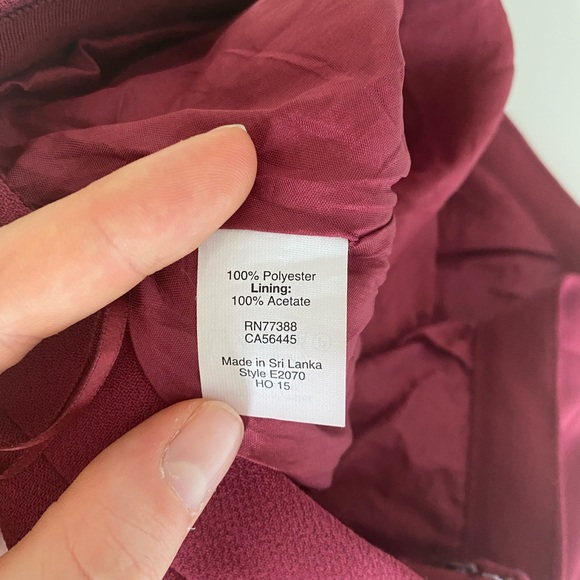 100% Polyester
Lining:
100% Acetate
RN77388
CA56445
Made in Sri Lanka
Style E2070
HO 15